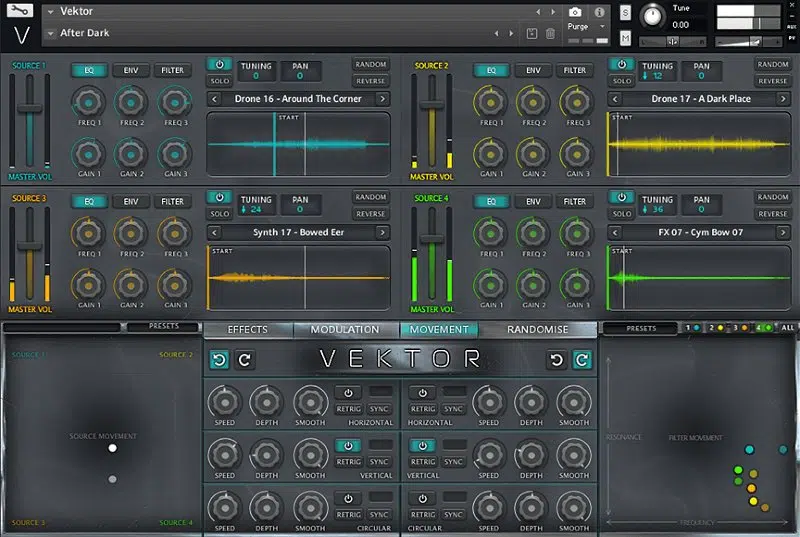 Vektor
After Dark
Purge
S
M
Tune
0.00
AUX
PV
SOURCE 1
EQ ENV FILTER
FREQ 1 FREQ 2 FREQ 3
GAIN 1 GAIN 2 GAIN 3
MASTER VOL
SOLO
TUNING 0
PAN 0
RANDOM
REVERSE
< Drone 16 - Around The Corner >
START
SOURCE 2
EQ ENV FILTER
FREQ 1 FREQ 2 FREQ 3
GAIN 1 GAIN 2 GAIN 3
MASTER VOL
SOLO
TUNING 12
PAN 0
RANDOM
REVERSE
< Drone 17 - A Dark Place >
START
SOURCE 3
EQ ENV FILTER
FREQ 1 FREQ 2 FREQ 3
GAIN 1 GAIN 2 GAIN 3
MASTER VOL
SOLO
TUNING 24
PAN 0
RANDOM
REVERSE
< Synth 17 - Bowed Eer >
START
SOURCE 4
EQ ENV FILTER
FREQ 1 FREQ 2 FREQ 3
GAIN 1 GAIN 2 GAIN 3
MASTER VOL
SOLO
TUNING 36
PAN 0
RANDOM
REVERSE
< FX 07 - Cym Bow 07 >
START
PRESETS
EFFECTS MODULATION MOVEMENT RANDOMISE
PRESETS
1 2 3 4 ALL
SOURCE 1 SOURCE 2
SOURCE MOVEMENT
SOURCE 3 SOURCE 4
VEKTOR
SPEED DEPTH SMOOTH RETRIG SYNC HORIZONTAL
HORIZONTAL RETRIG SYNC SPEED DEPTH SMOOTH
SPEED DEPTH SMOOTH RETRIG SYNC VERTICAL
VERTICAL RETRIG SYNC SPEED DEPTH SMOOTH
SPEED DEPTH SMOOTH RETRIG SYNC CIRCULAR
CIRCULAR RETRIG SYNC SPEED DEPTH SMOOTH
RESONANCE
FILTER MOVEMENT
FREQUENCY